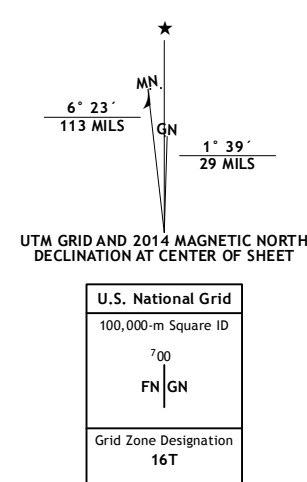 ★
MN.
6° 23´
113 MILS
GN
1° 39´
29 MILS
UTM GRID AND 2014 MAGNETIC NORTH
DECLINATION AT CENTER OF SHEET
U.S. National Grid
100,000-m Square ID
⁷00
FN GN
Grid Zone Designation
16T